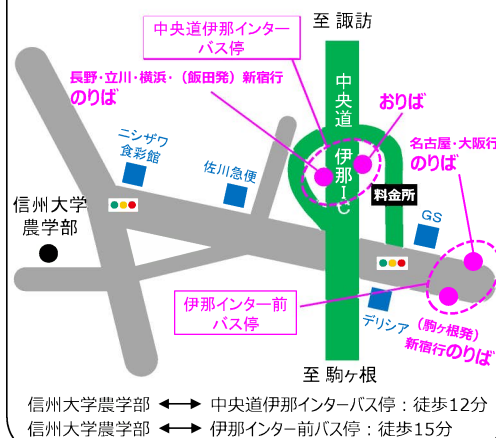 至 諏訪
中央道伊那インター
バス停
長野・立川・横浜・（飯田発）新宿行
のりば
中央道 伊那IC
おりば
名古屋・大阪行
のりば
ニシザワ
食彩館
佐川急便
料金所
信州大学
農学部
GS
伊那インター前
バス停
デリシア
（駒ヶ根発）
新宿行のりば
至 駒ヶ根
信州大学農学部 ⟷ 中央道伊那インターバス停：徒歩12分
信州大学農学部 ⟷ 伊那インター前バス停：徒歩15分